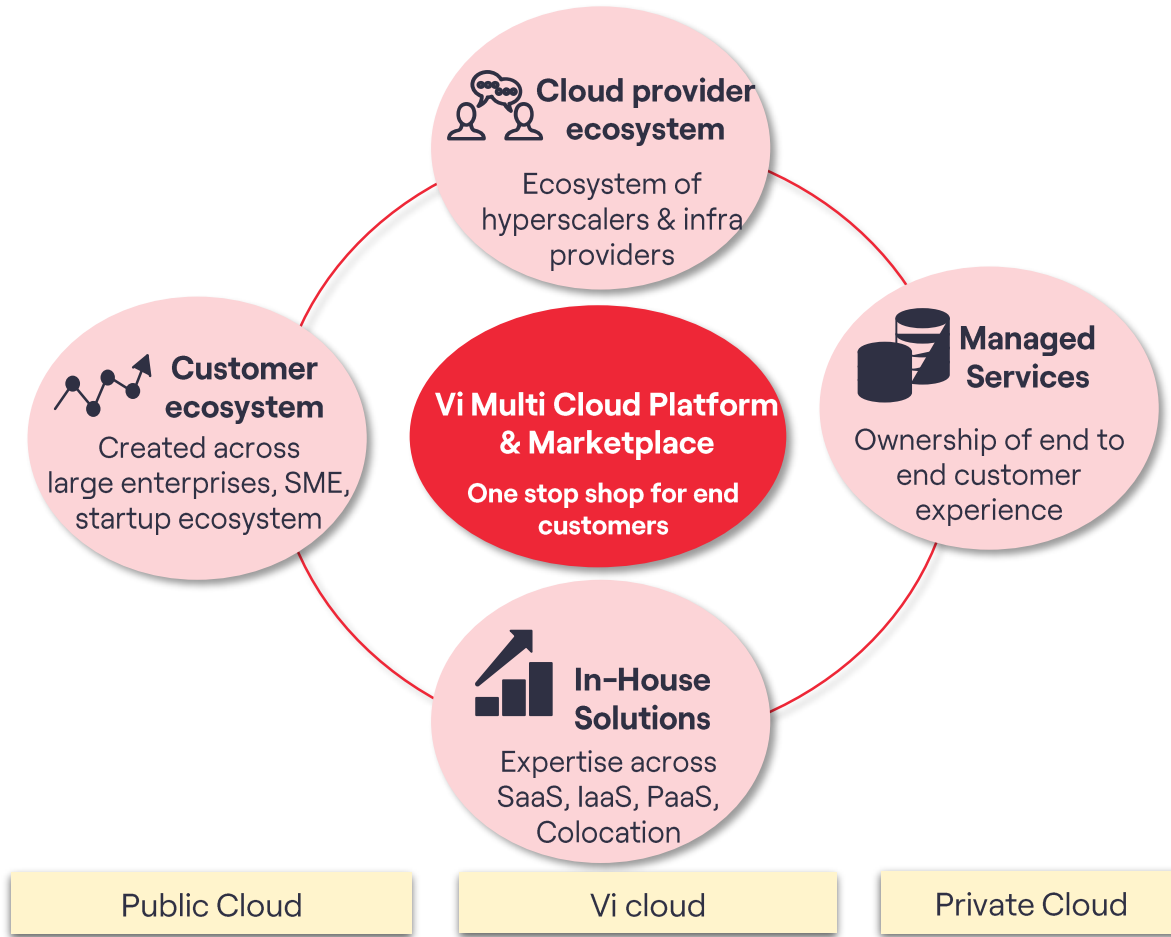 Cloud provider
ecosystem
Ecosystem of
hyperscalers & infra
providers
Customer
ecosystem
Created across
large enterprises, SME,
startup ecosystem
Vi Multi Cloud Platform
& Marketplace
One stop shop for end
customers
Managed
Services
Ownership of end to
end customer
experience
In-House
Solutions
Expertise across
SaaS, IaaS, PaaS,
Colocation
Public Cloud
Vi cloud
Private Cloud